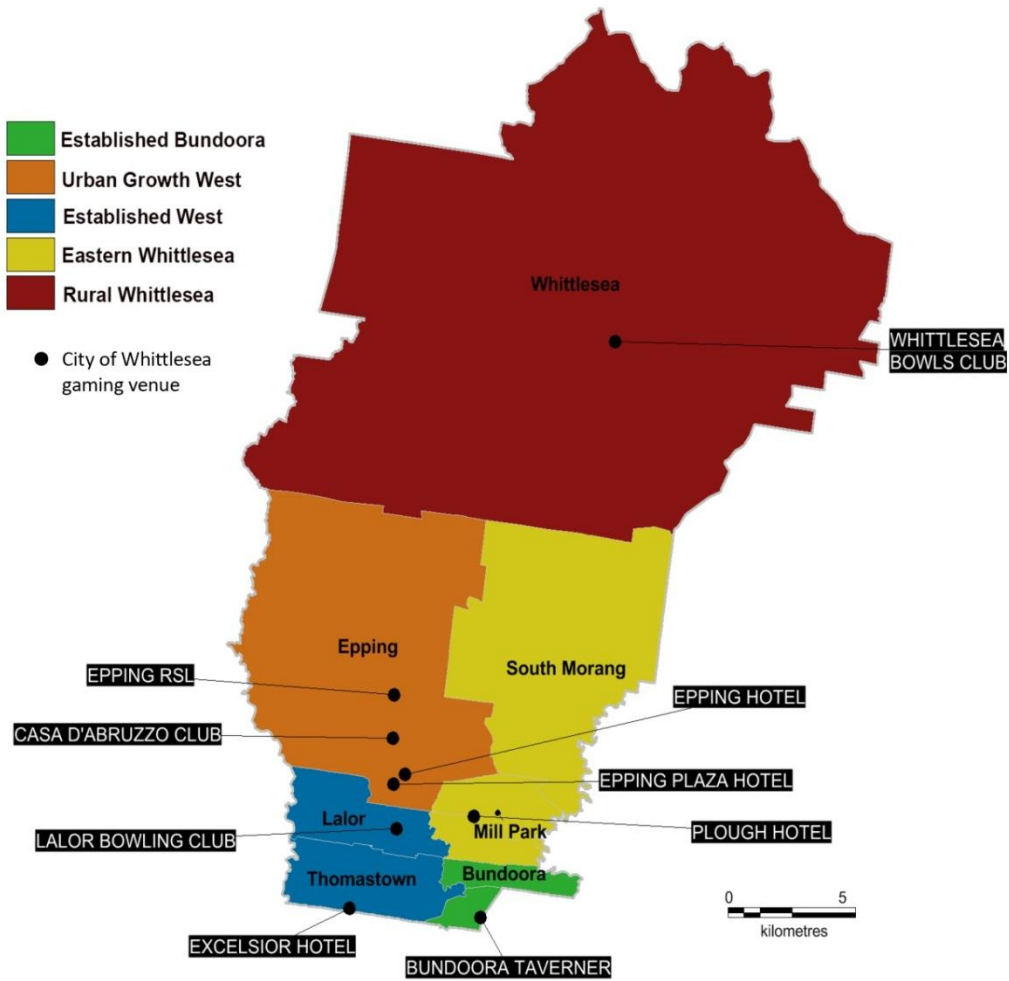 Established Bundoora
Urban Growth West
Established West
Eastern Whittlesea
Rural Whittlesea
City of Whittlesea
gaming venue
Whittlesea
WHITTLESEA
BOWLS CLUB
Epping
South Morang
EPPING RSL
EPPING HOTEL
CASA D'ABRUZZO CLUB
EPPING PLAZA HOTEL
Lalor
Mill Park
PLOUGH HOTEL
LALOR BOWLING CLUB
Thomastown
Bundoora
EXCELSIOR HOTEL
BUNDOORA TAVERNER
0 5
kilometres